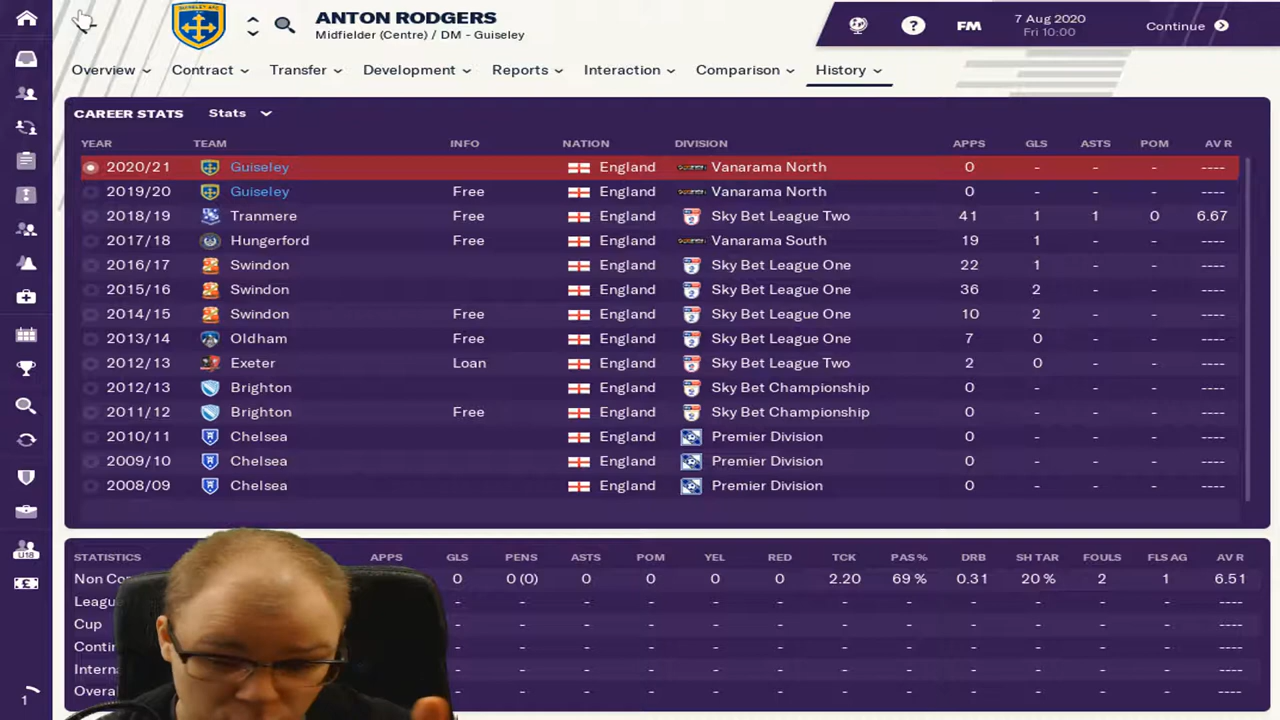 ANTON RODGERS
Midfielder (Centre) / DM - Guiseley
? FM 7 Aug 2020 Fri 10:00 Continue
Overview Contract Transfer Development Reports Interaction Comparison History
CAREER STATS Stats
YEAR TEAM INFO NATION DIVISION APPS GLS ASTS POM AV R
2020/21 Guiseley England Vanarama North 0 - - - ----
2019/20 Guiseley Free England Vanarama North 0 - - - ----
2018/19 Tranmere Free England Sky Bet League Two 41 1 1 0 6.67
2017/18 Hungerford Free England Vanarama South 19 1 - - ----
2016/17 Swindon England Sky Bet League One 22 1 - - ----
2015/16 Swindon England Sky Bet League One 36 2 - - ----
2014/15 Swindon Free England Sky Bet League One 10 2 - - ----
2013/14 Oldham Free England Sky Bet League One 7 0 - - ----
2012/13 Exeter Loan England Sky Bet League Two 2 0 - - ----
2012/13 Brighton England Sky Bet Championship 0 - - - ----
2011/12 Brighton Free England Sky Bet Championship 0 - - - ----
2010/11 Chelsea England Premier Division 0 - - - ----
2009/10 Chelsea England Premier Division 0 - - - ----
2008/09 Chelsea England Premier Division 0 - - - ----
STATISTICS APPS GLS PENS ASTS POM YEL RED TCK PAS % DRB SH TAR FOULS FLS AG AV R
Non Co 0 0 (0) 0 0 0 0 2.20 69 % 0.31 20 % 2 1 6.51
Leagu - - - - - - - - - - - - ----
Cup - - - - - - - - - - - - ----
Conti - - - - - - - - - - - - ----
Intern - - - - - - - - - - - - ----
Overa - - - - - - - - - - - - ----
U18
1